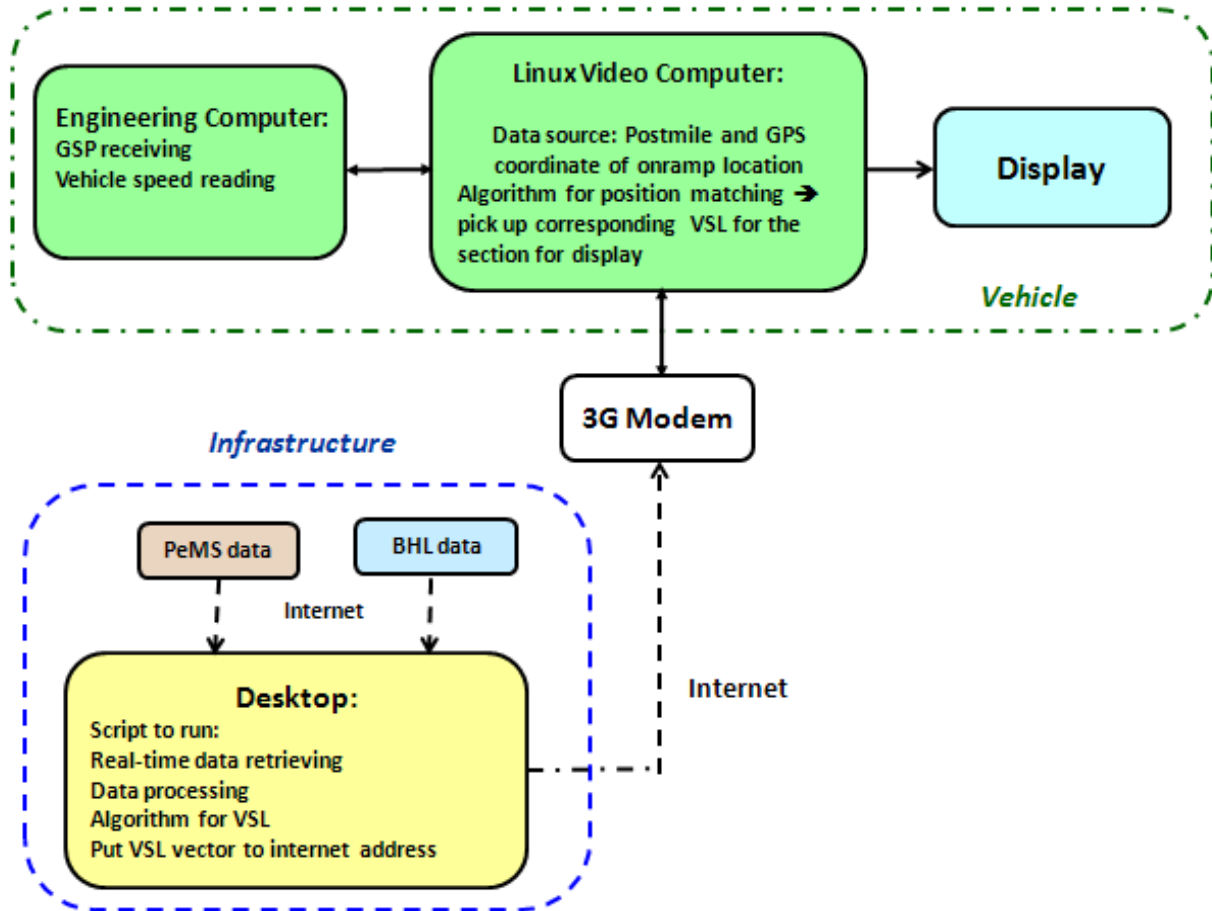 Engineering Computer:
GSP receiving
Vehicle speed reading
Linux Video Computer:
Data source: Postmile and GPS
coordinate of onramp location
Algorithm for position matching ➔
pick up corresponding VSL for the
section for display
Display
Vehicle
3G Modem
Infrastructure
PeMS data
BHL data
Internet
Desktop:
Script to run:
Real-time data retrieving
Data processing
Algorithm for VSL
Put VSL vector to internet address
Internet